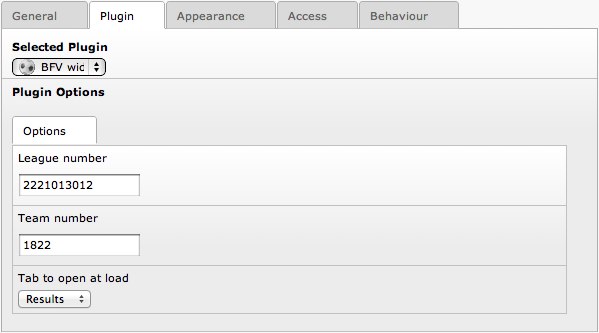 General Plugin Appearance Access Behaviour
Selected Plugin
BFV wid
Plugin Options
Options
League number
2221013012
Team number
1822
Tab to open at load
Results